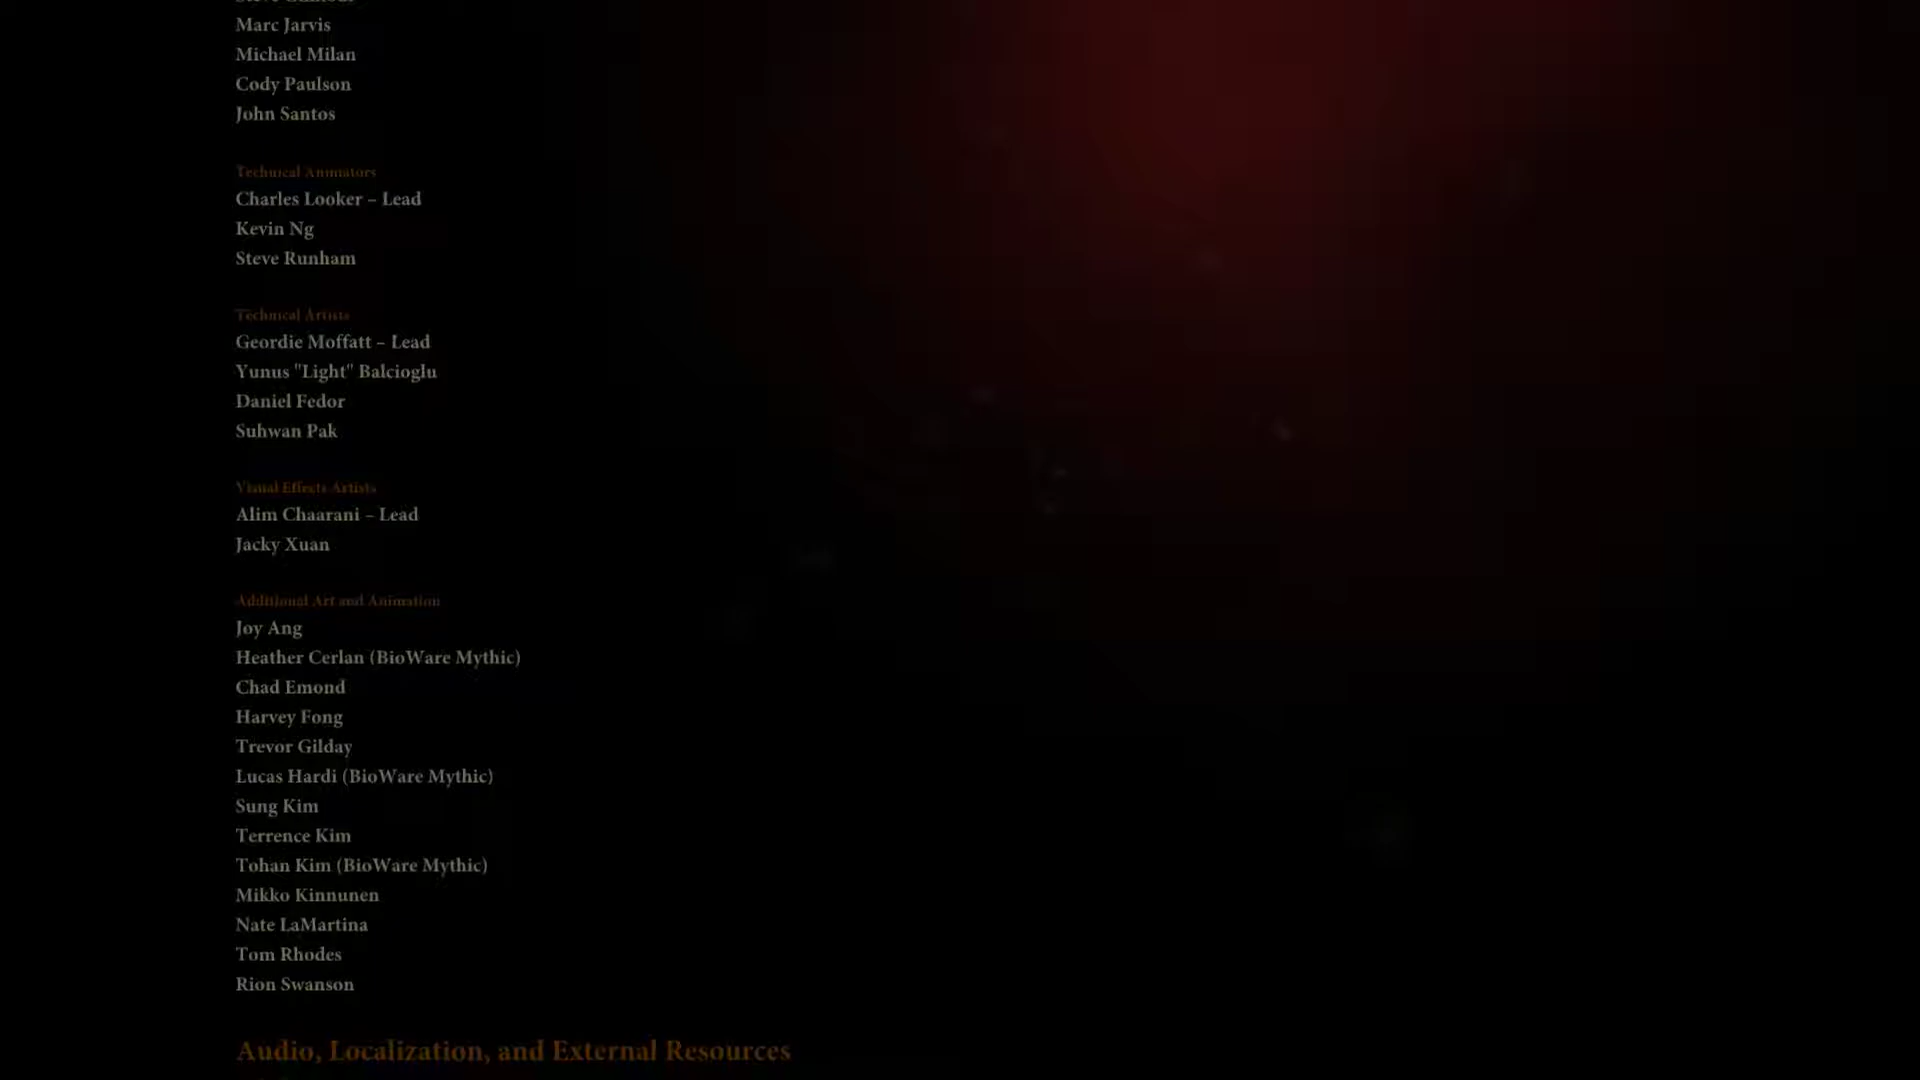 Marc Jarvis
Michael Milan
Cody Paulson
John Santos
Technical Animators
Charles Looker – Lead
Kevin Ng
Steve Runham
Technical Artists
Geordie Moffatt – Lead
Yunus "Light" Balcioglu
Daniel Fedor
Suhwan Pak
Visual Effects Artists
Alim Chaarani – Lead
Jacky Xuan
Additional Art and Animation
Joy Ang
Heather Cerlan (BioWare Mythic)
Chad Emond
Harvey Fong
Trevor Gilday
Lucas Hardi (BioWare Mythic)
Sung Kim
Terrence Kim
Tohan Kim (BioWare Mythic)
Mikko Kinnunen
Nate LaMartina
Tom Rhodes
Rion Swanson
Audio, Localization, and External Resources